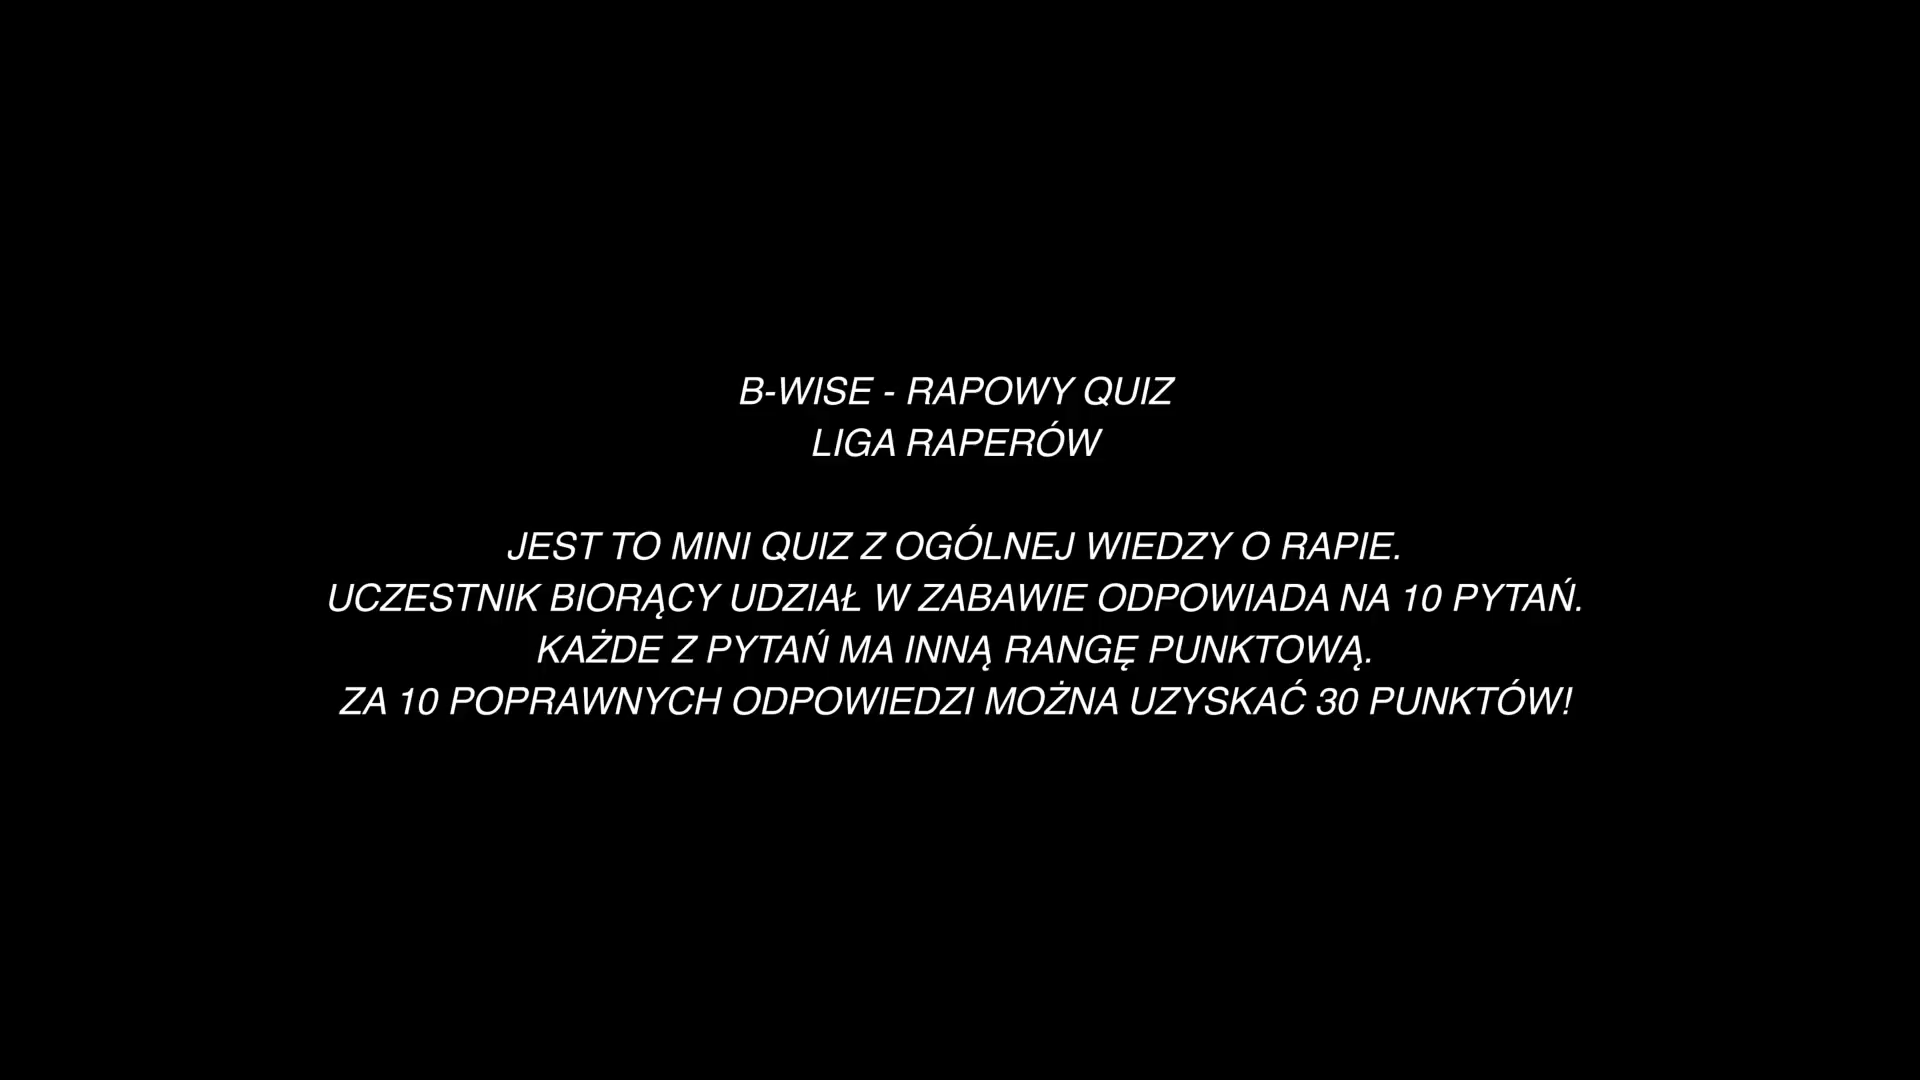 B-WISE - RAPOWY QUIZ
LIGA RAPERÓW
JEST TO MINI QUIZ Z OGÓLNEJ WIEDZY O RAPIE.
UCZESTNIK BIORĄCY UDZIAŁ W ZABAWIE ODPOWIADA NA 10 PYTAŃ.
KAŻDE Z PYTAŃ MA INNĄ RANGĘ PUNKTOWĄ.
ZA 10 POPRAWNYCH ODPOWIEDZI MOŻNA UZYSKAĆ 30 PUNKTÓW!